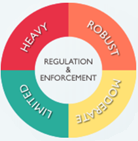 HEAVY
ROBUST
REGULATION
&
ENFORCEMENT
LIMITED
MODERATE